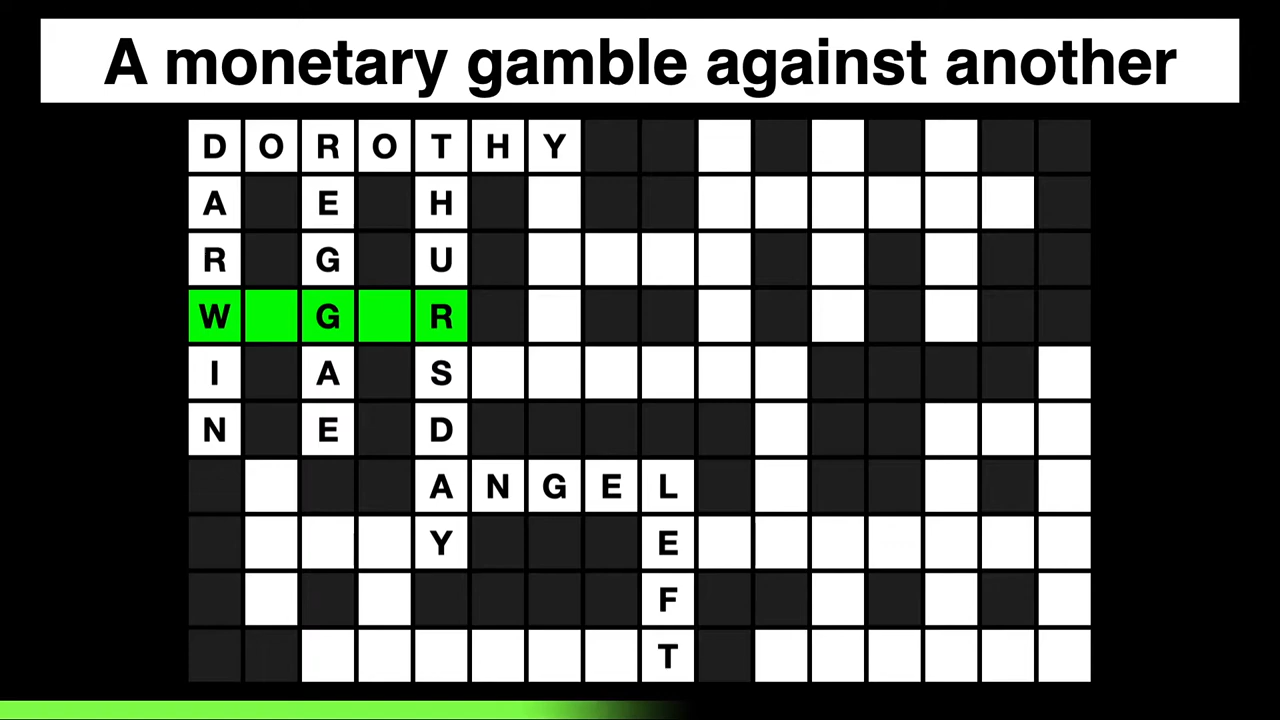 A monetary gamble against another
DOROTHY
A E H
R G U
W G R
I A S
N E D
ANGEL
Y E
F
T